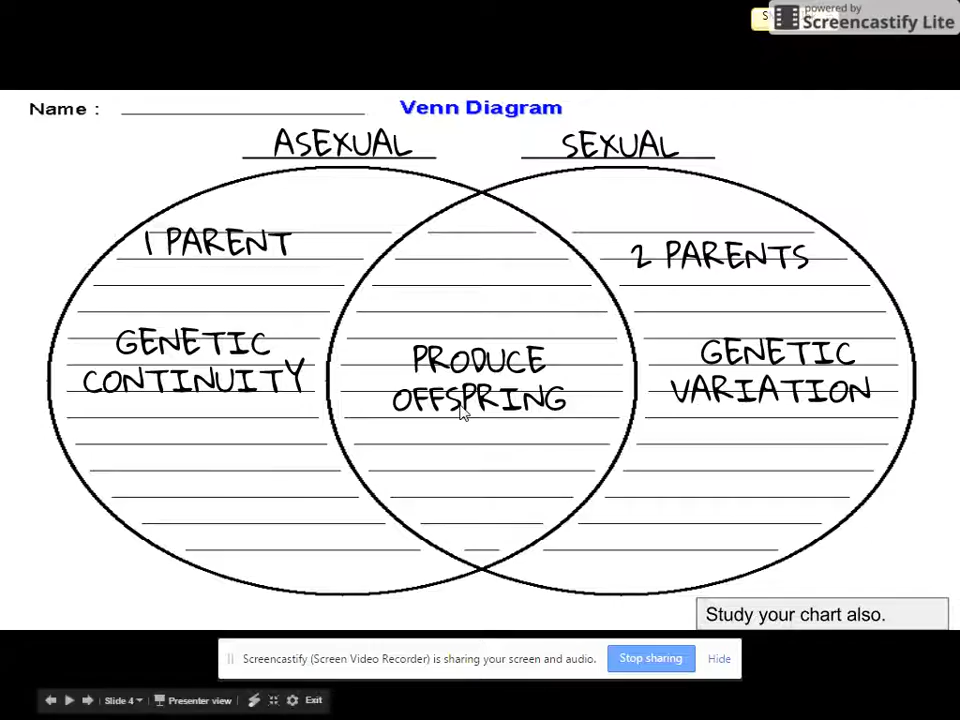 powered by
Screencastify Lite
Name :
Venn Diagram
ASEXUAL
SEXUAL
1 PARENT
2 PARENTS
GENETIC
CONTINUITY
PRODUCE
OFFSPRING
GENETIC
VARIATION
Study your chart also.
Screencastify (Screen Video Recorder) is sharing your screen and audio.
Stop sharing
Hide
Slide 4
Presenter view
Exit